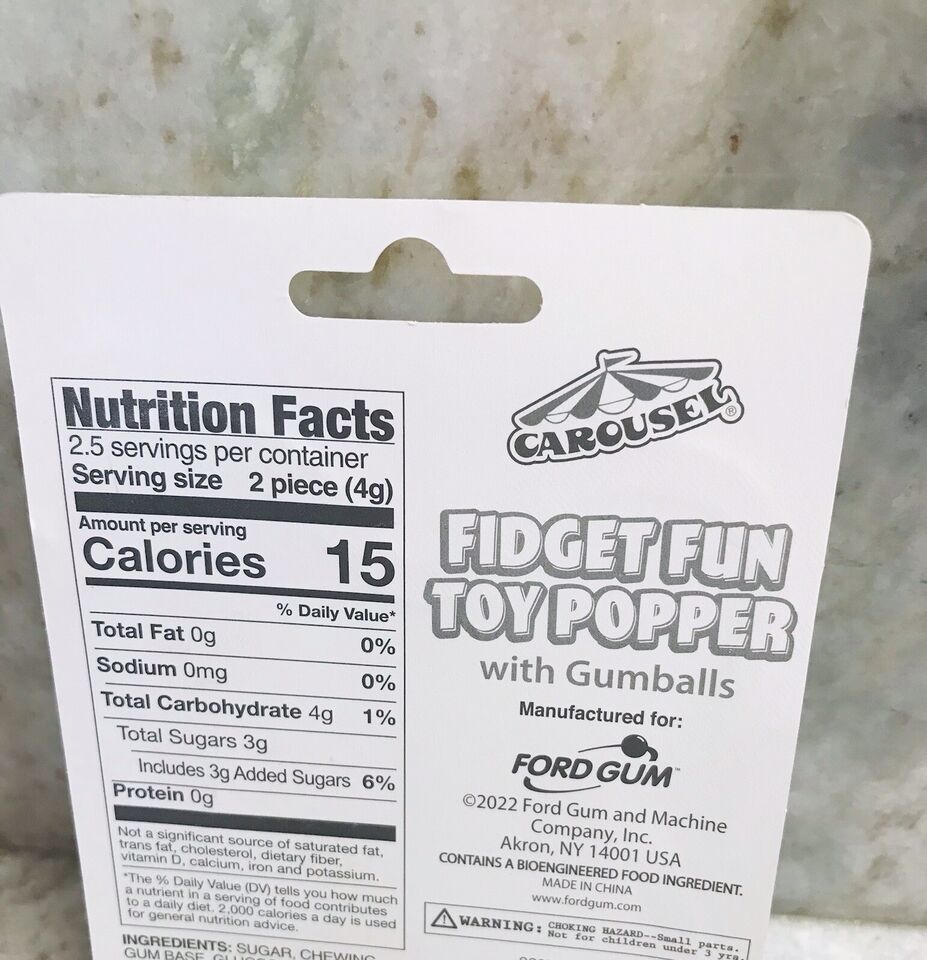 Nutrition Facts
2.5 servings per container
Serving size 2 piece (4g)
Amount per serving
Calories 15
% Daily Value*
Total Fat 0g 0%
Sodium 0mg 0%
Total Carbohydrate 4g 1%
Total Sugars 3g
Includes 3g Added Sugars 6%
Protein 0g
Not a significant source of saturated fat,
trans fat, cholesterol, dietary fiber,
vitamin D, calcium, iron and potassium.
*The % Daily Value (DV) tells you how much
a nutrient in a serving of food contributes
to a daily diet. 2,000 calories a day is used
for general nutrition advice.
INGREDIENTS: SUGAR, CHEWING
GUM BASE,
CAROUSEL®
FIDGET FUN
TOY POPPER
with Gumballs
Manufactured for:
FORD GUM™
©2022 Ford Gum and Machine
Company, Inc.
Akron, NY 14001 USA
CONTAINS A BIOENGINEERED FOOD INGREDIENT.
MADE IN CHINA
www.fordgum.com
WARNING: CHOKING HAZARD--Small parts.
Not for children under 3 yrs.